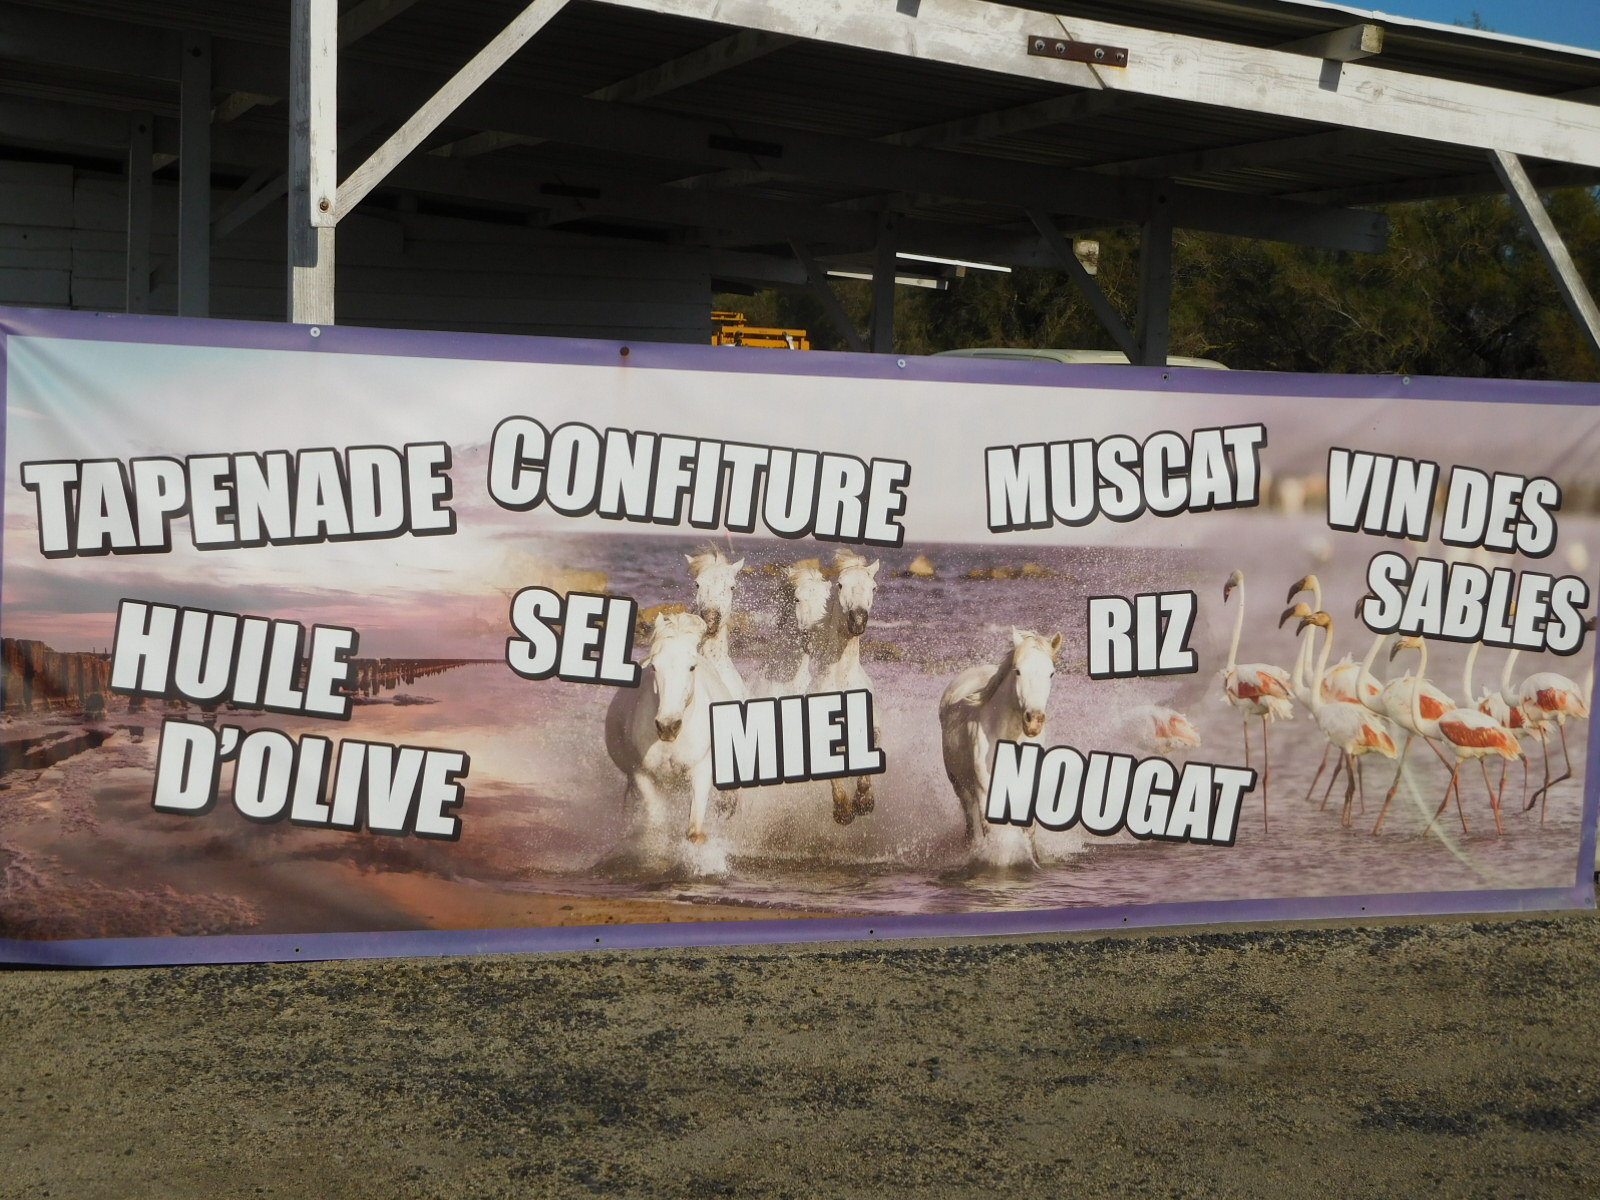 TAPENADE
CONFITURE
MUSCAT
VIN DES
SABLES
HUILE
D'OLIVE
SEL
MIEL
RIZ
NOUGAT